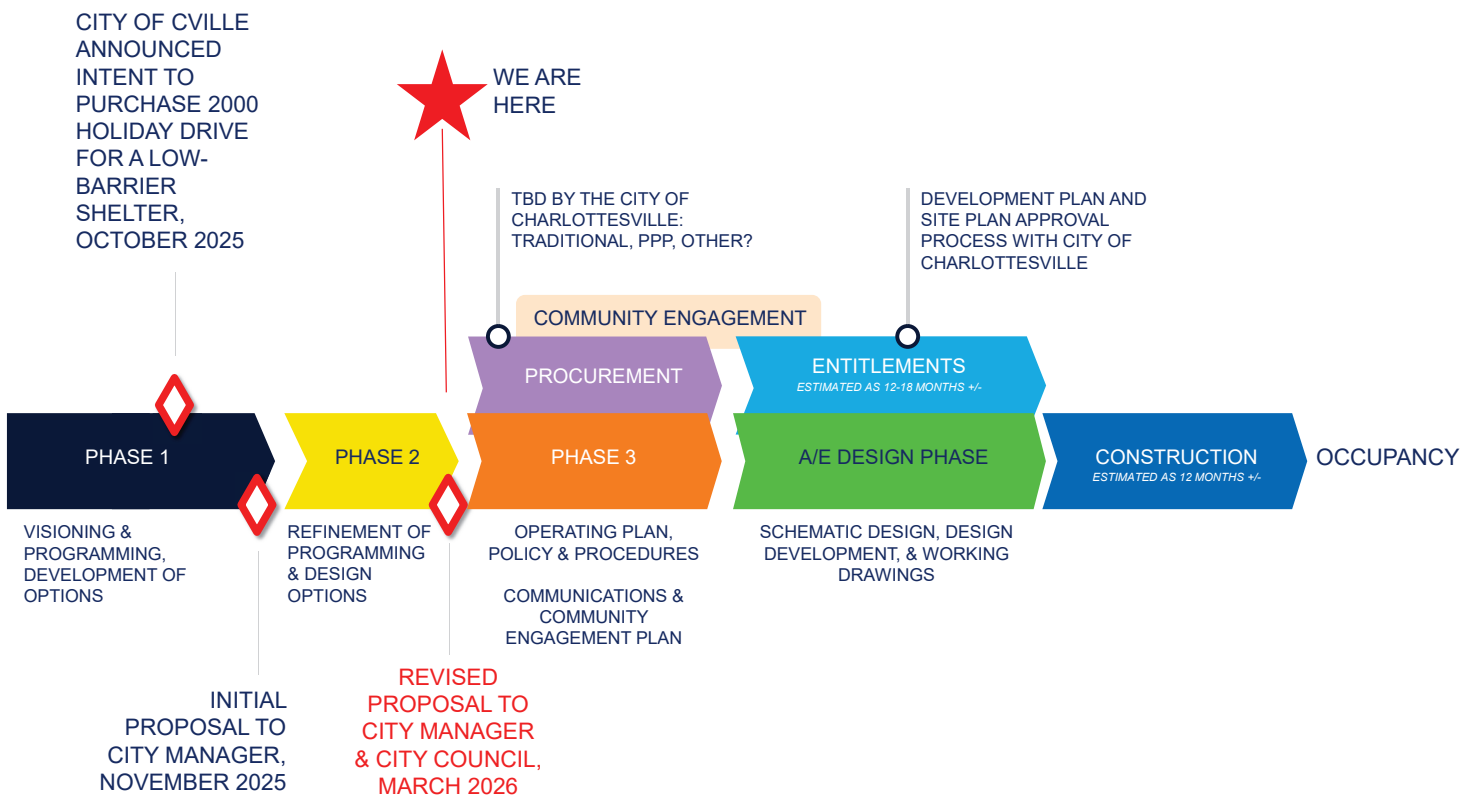 CITY OF CVILLE
ANNOUNCED
INTENT TO
PURCHASE 2000
HOLIDAY DRIVE
FOR A LOW-
BARRIER
SHELTER,
OCTOBER 2025
WE ARE
HERE
TBD BY THE CITY OF
CHARLOTTESVILLE:
TRADITIONAL, PPP, OTHER?
DEVELOPMENT PLAN AND
SITE PLAN APPROVAL
PROCESS WITH CITY OF
CHARLOTTESVILLE
COMMUNITY ENGAGEMENT
PROCUREMENT
ENTITLEMENTS
ESTIMATED AS 12-18 MONTHS +/-
PHASE 1
PHASE 2
PHASE 3
A/E DESIGN PHASE
CONSTRUCTION
ESTIMATED AS 12 MONTHS +/-
OCCUPANCY
VISIONING &
PROGRAMMING,
DEVELOPMENT OF
OPTIONS
REFINEMENT OF
PROGRAMMING
& DESIGN
OPTIONS
OPERATING PLAN,
POLICY & PROCEDURES
COMMUNICATIONS &
COMMUNITY
ENGAGEMENT PLAN
SCHEMATIC DESIGN, DESIGN
DEVELOPMENT, & WORKING
DRAWINGS
INITIAL
PROPOSAL TO
CITY MANAGER,
NOVEMBER 2025
REVISED
PROPOSAL TO
CITY MANAGER
& CITY COUNCIL,
MARCH 2026